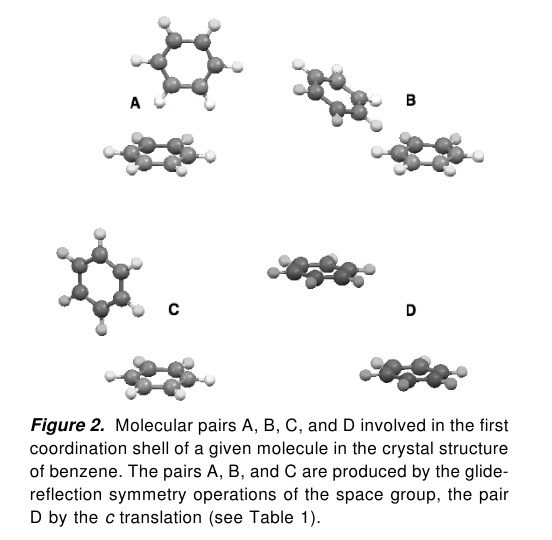 A
B
C
D
Figure 2. Molecular pairs A, B, C, and D involved in the first
coordination shell of a given molecule in the crystal structure
of benzene. The pairs A, B, and C are produced by the glide-
reflection symmetry operations of the space group, the pair
D by the c translation (see Table 1).